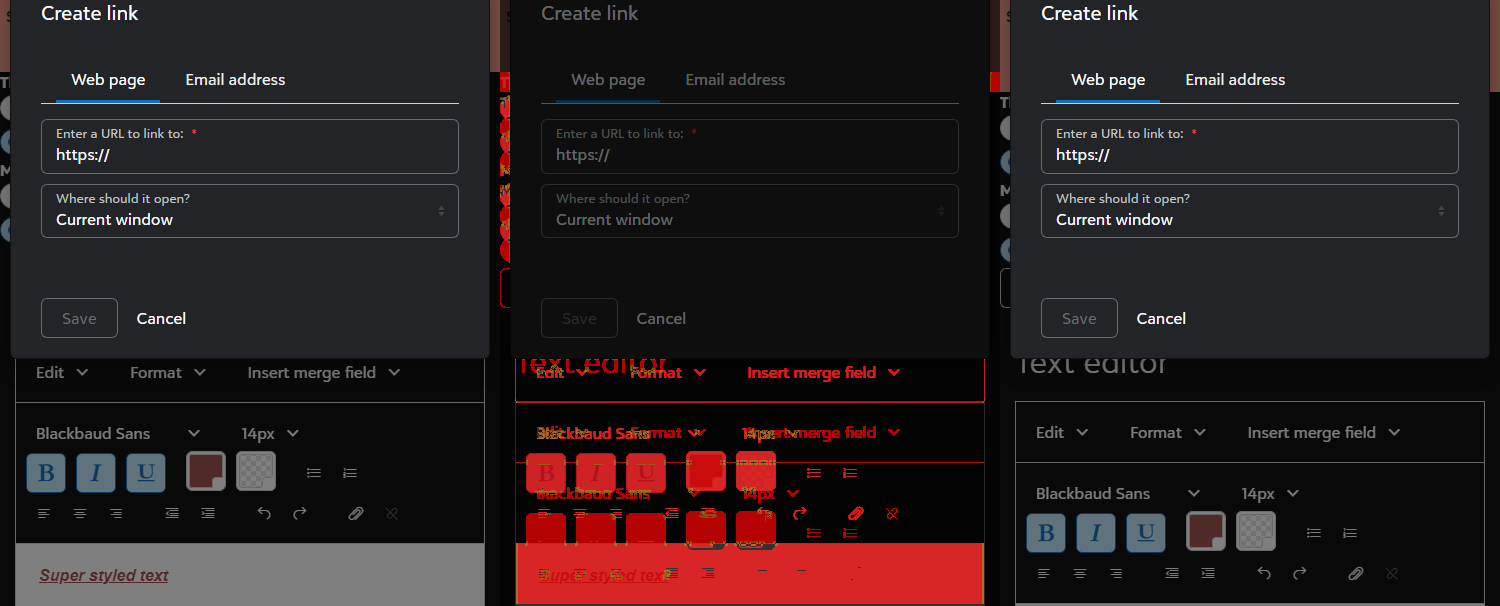 Create link
Web page Email address
Enter a URL to link to: *
https://
Where should it open?
Current window
Save Cancel
Edit Format Insert merge field
Blackbaud Sans 14px
B I U
Super styled text
Create link
Web page Email address
Enter a URL to link to: *
https://
Where should it open?
Current window
Save Cancel
Text editor
Edit Format Insert merge field
Blackbaud Sans 14px
Format Insert merge field
B I U
Blackbaud Sans 14px
Super styled text
Create link
Web page Email address
Enter a URL to link to: *
https://
Where should it open?
Current window
Save Cancel
Text editor
Edit Format Insert merge field
Blackbaud Sans 14px
B I U